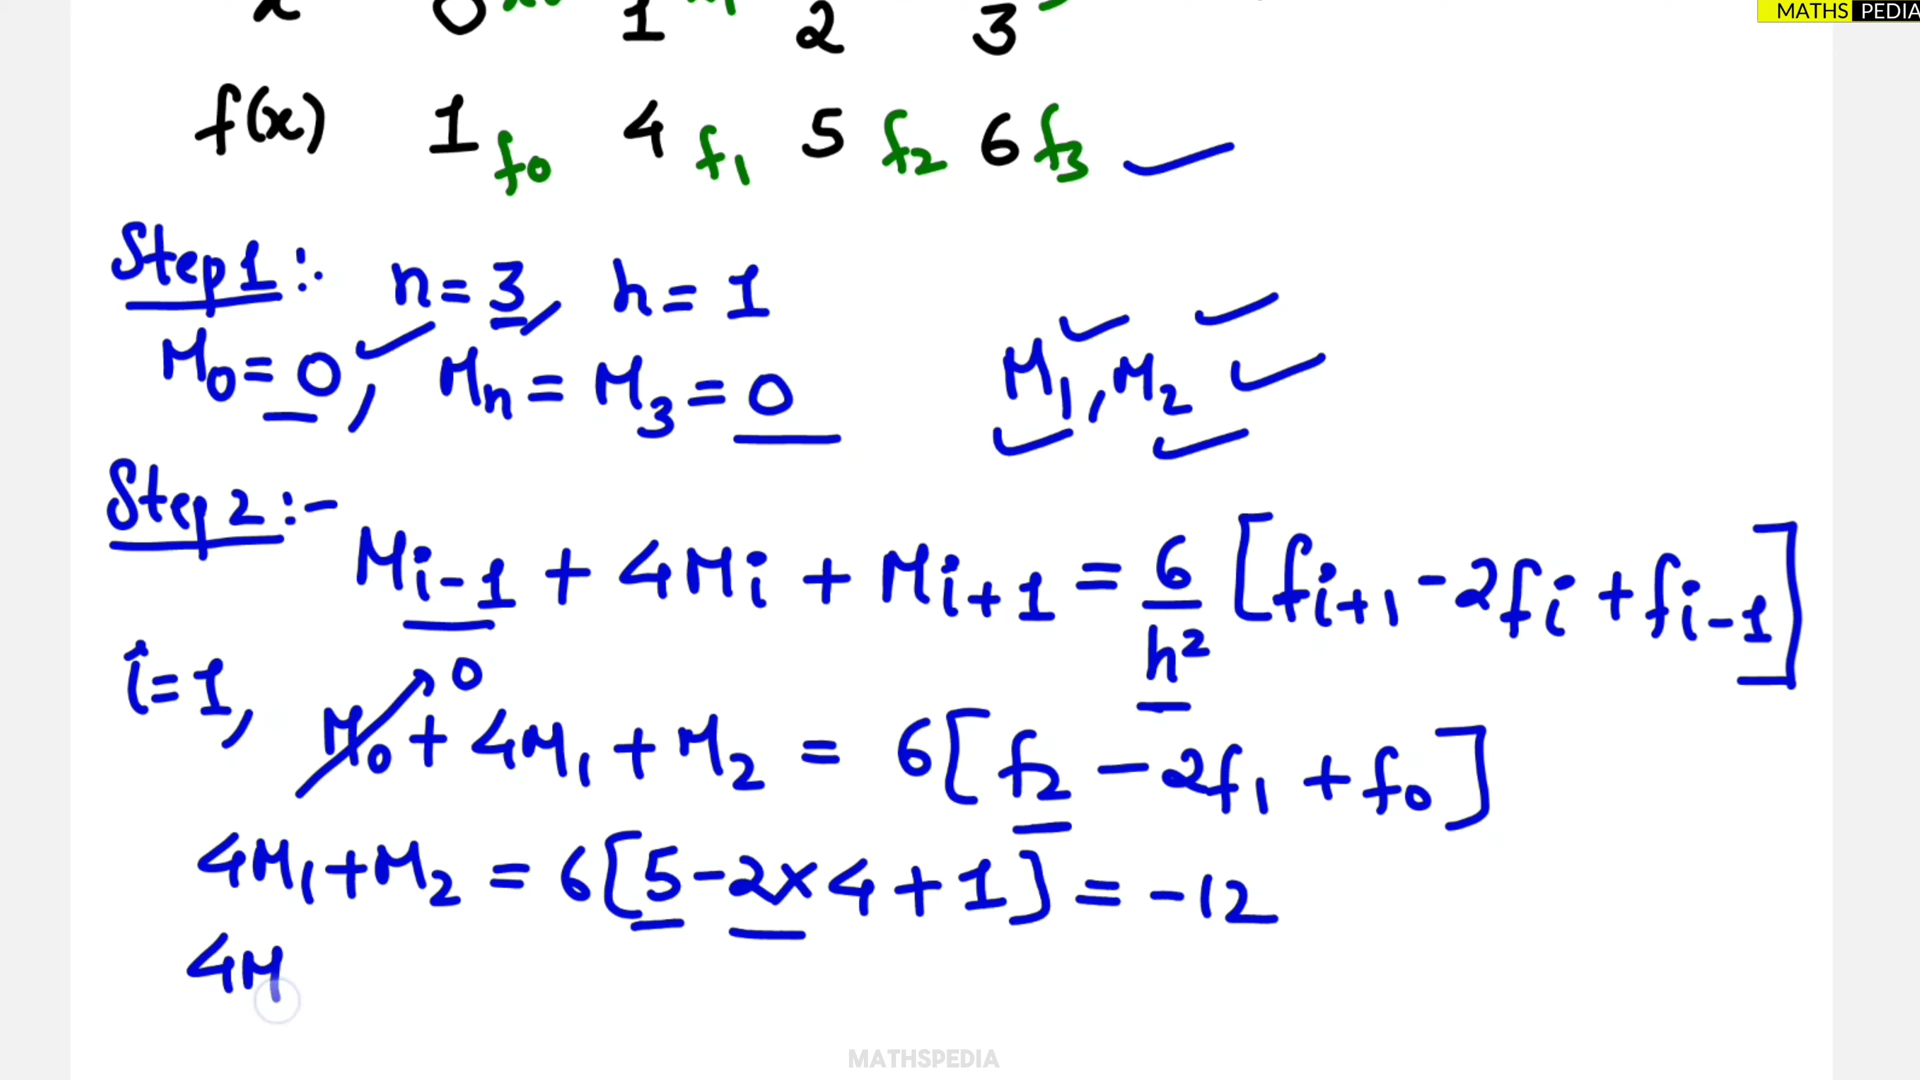 MATHS PEDIA
x 0 x0 1 x1 2 3
f(x) 1 f0 4 f1 5 f2 6 f3
Step 1 :- n = 3, h = 1
M0 = 0, Mn = M3 = 0 M1, M2
Step 2 :-
Mi-1 + 4Mi + Mi+1 = 6/h² [fi+1 - 2fi + fi-1]
i = 1, 0
M0 + 4M1 + M2 = 6[f2 - 2f1 + f0]
4M1 + M2 = 6[5 - 2×4 + 1] = -12
4M
MATHSPEDIA